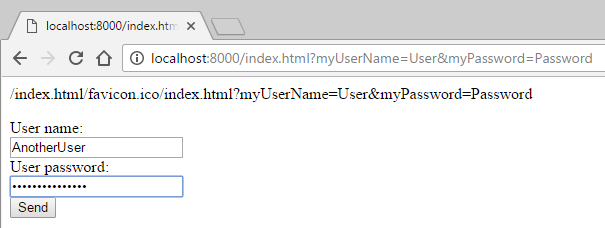 localhost:8000/index.htm
localhost:8000/index.html?myUserName=User&myPassword=Password
/index.html/favicon.ico/index.html?myUserName=User&myPassword=Password
User name:
AnotherUser
User password:
•••••••••••••••
Send